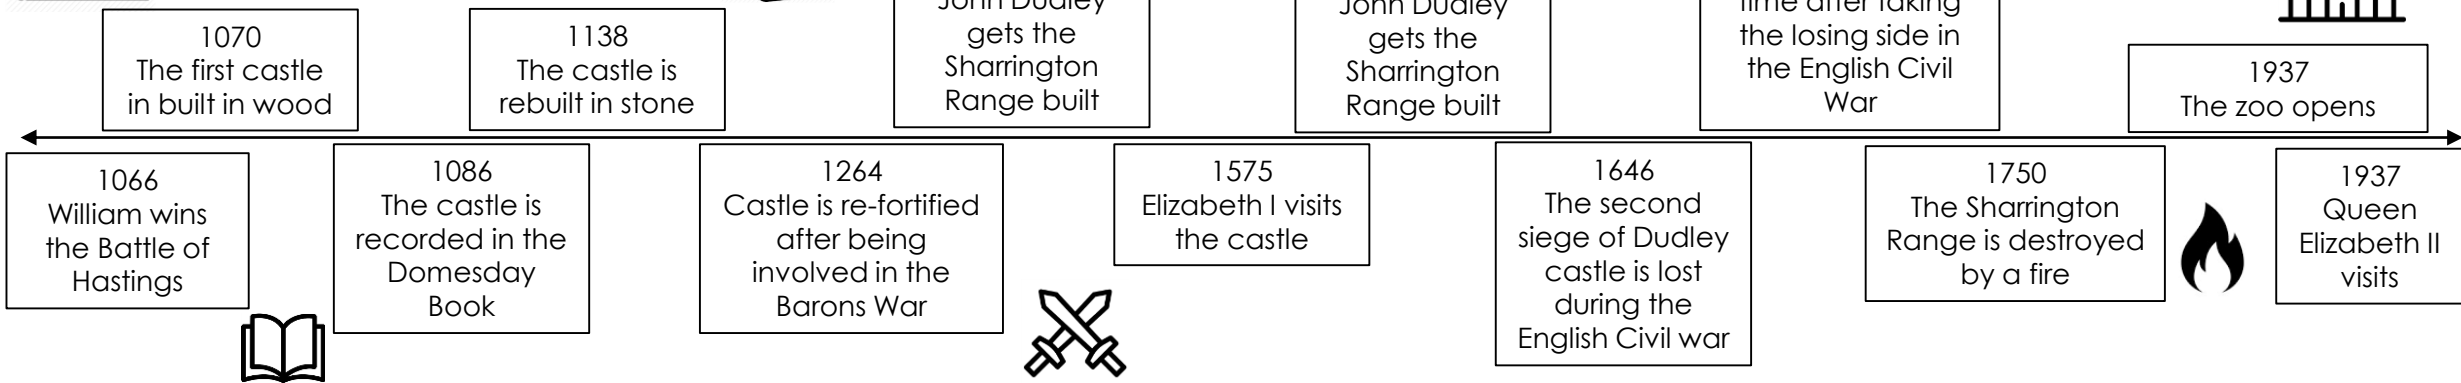 1070
The first castle
in built in wood
1138
The castle is
rebuilt in stone
John Dudley
gets the
Sharrington
Range built
John Dudley
gets the
Sharrington
Range built
time after taking
the losing side in
the English Civil
War
1937
The zoo opens
1066
William wins
the Battle of
Hastings
1086
The castle is
recorded in the
Domesday
Book
1264
Castle is re-fortified
after being
involved in the
Barons War
1575
Elizabeth I visits
the castle
1646
The second
siege of Dudley
castle is lost
during the
English Civil war
1750
The Sharrington
Range is destroyed
by a fire
1937
Queen
Elizabeth II
visits